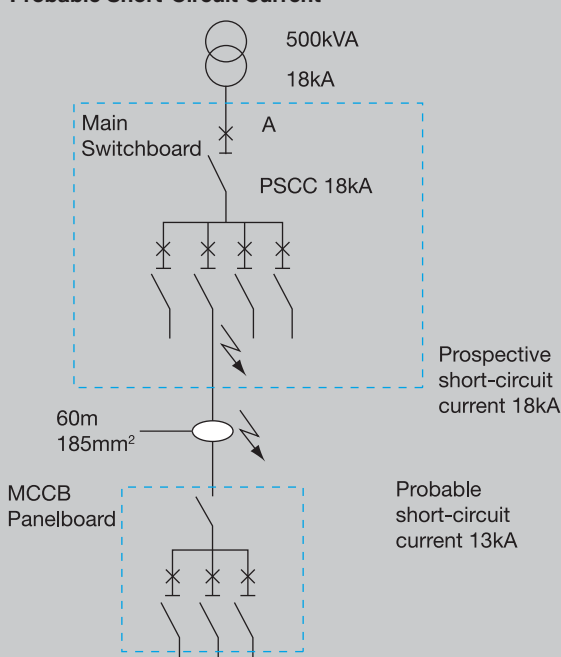 Probable Short-Circuit Current
500kVA
18kA
A
Main
Switchboard
PSCC 18kA
Prospective
short-circuit
current 18kA
60m
185mm²
MCCB
Panelboard
Probable
short-circuit
current 13kA